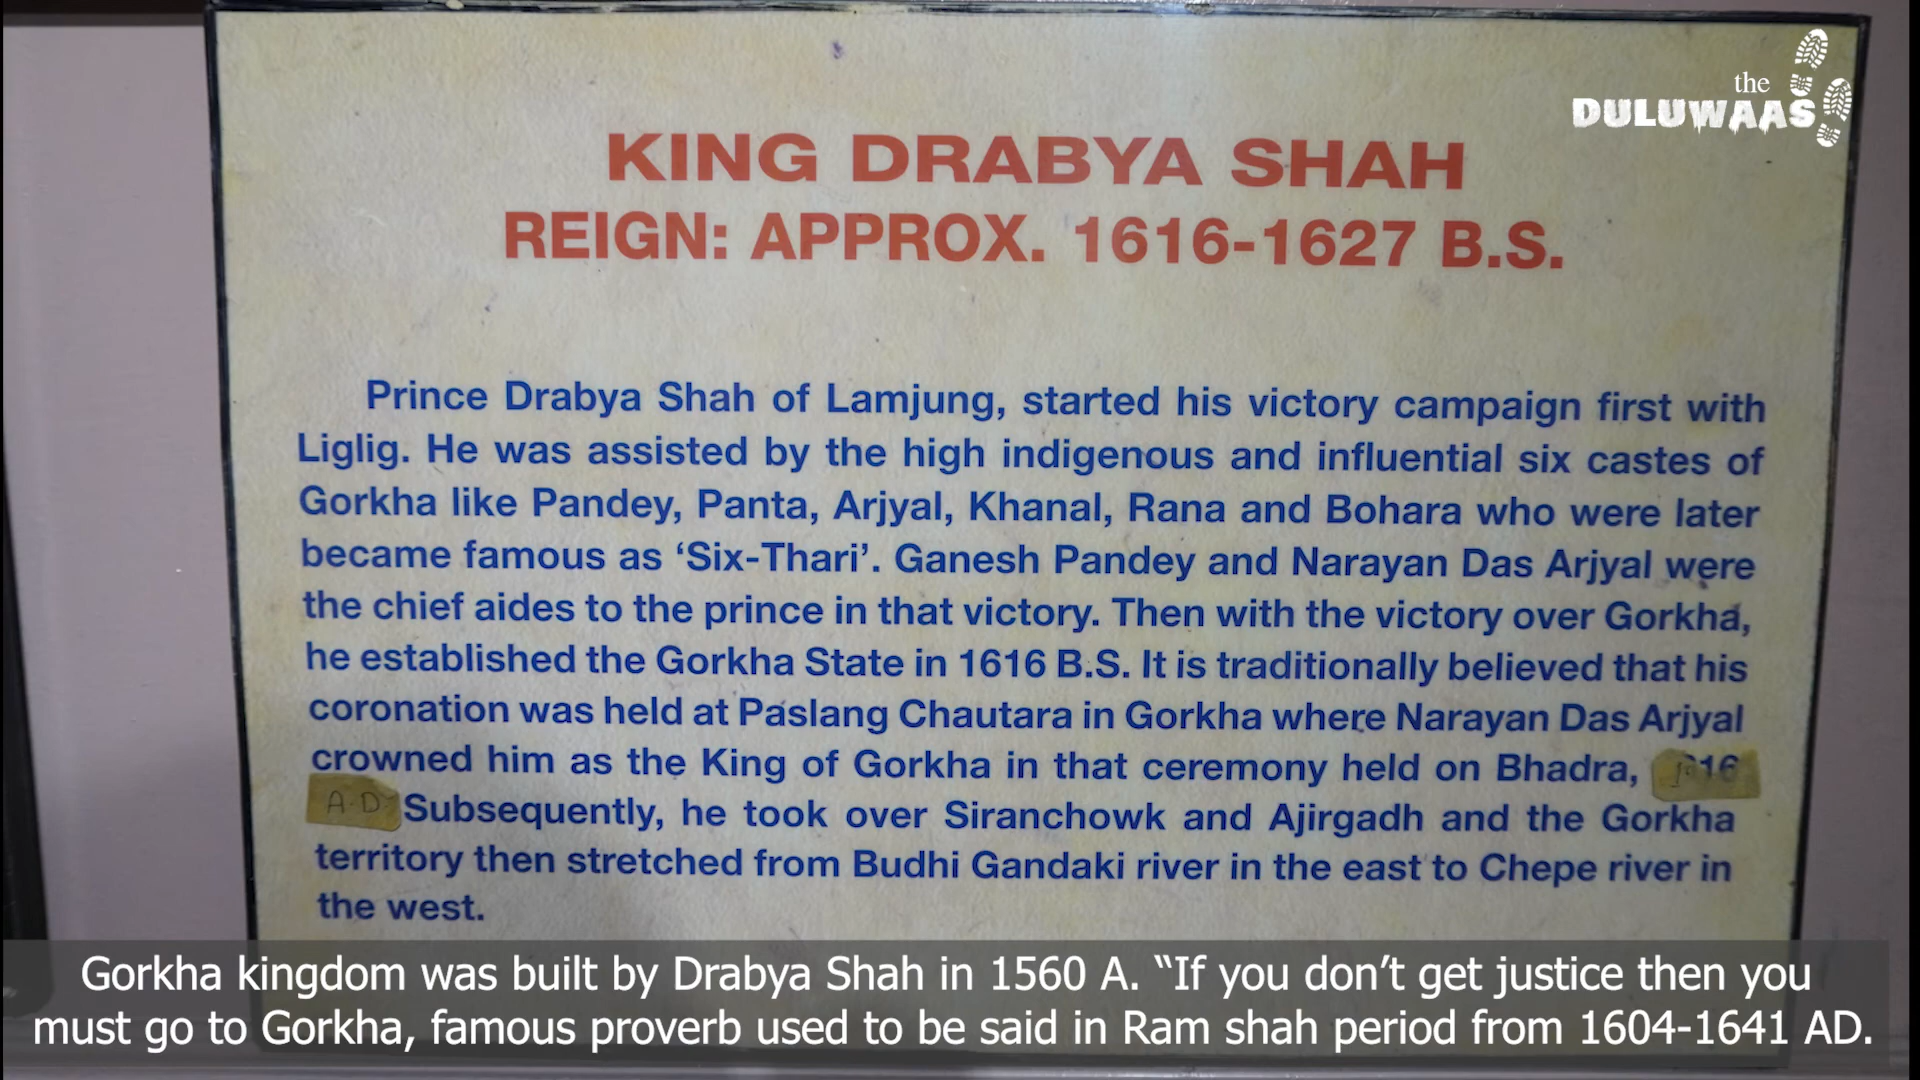 the
DULUWAAS
KING DRABYA SHAH
REIGN: APPROX. 1616-1627 B.S.
Prince Drabya Shah of Lamjung, started his victory campaign first with
Liglig. He was assisted by the high indigenous and influential six castes of
Gorkha like Pandey, Panta, Arjyal, Khanal, Rana and Bohara who were later
became famous as ‘Six-Thari’. Ganesh Pandey and Narayan Das Arjyal were
the chief aides to the prince in that victory. Then with the victory over Gorkha,
he established the Gorkha State in 1616 B.S. It is traditionally believed that his
coronation was held at Paslang Chautara in Gorkha where Narayan Das Arjyal
crowned him as the King of Gorkha in that ceremony held on Bhadra,
A.D Subsequently, he took over Siranchowk and Ajirgadh and the Gorkha
territory then stretched from Budhi Gandaki river in the east to Chepe river in
the west.
Gorkha kingdom was built by Drabya Shah in 1560 A. “If you don’t get justice then you
must go to Gorkha, famous proverb used to be said in Ram shah period from 1604-1641 AD.